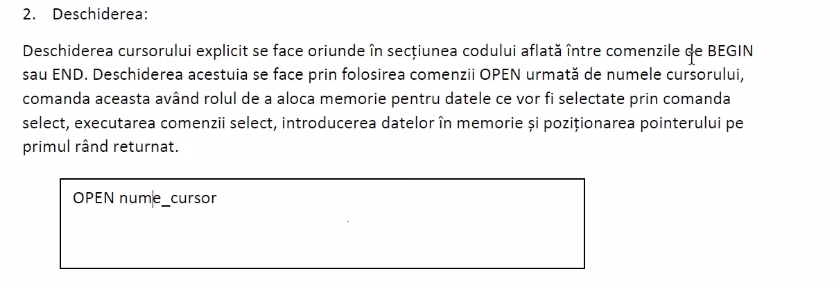 2. Deschiderea:
Deschiderea cursorului explicit se face oriunde în secțiunea codului aflată între comenzile de BEGIN
sau END. Deschiderea acestuia se face prin folosirea comenzii OPEN urmată de numele cursorului,
comanda aceasta având rolul de a aloca memorie pentru datele ce vor fi selectate prin comanda
select, executarea comenzii select, introducerea datelor în memorie și poziționarea pointerului pe
primul rând returnat.
OPEN nume_cursor